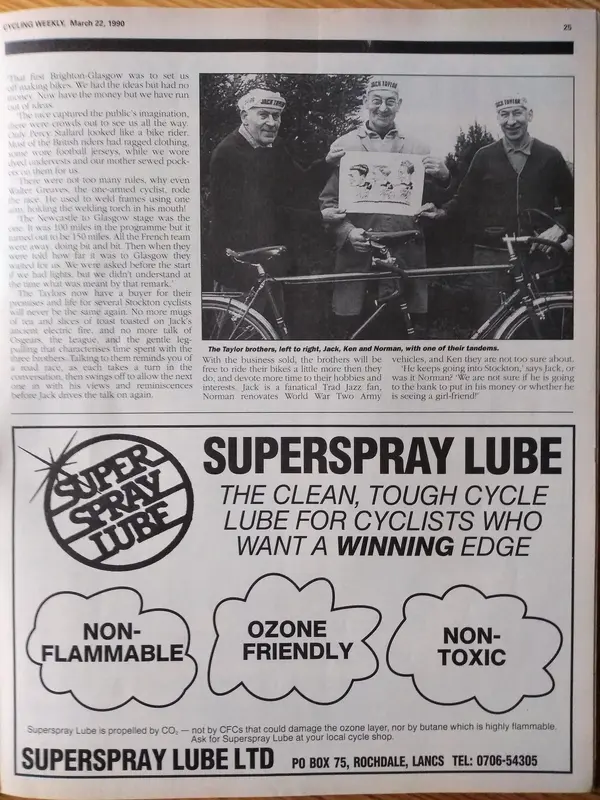 CYCLING WEEKLY, March 22, 1990
25
'That first Brighton-Glasgow was to set us
off making bikes. We had the ideas but had no
money. Now have the money but we have run
out of ideas.
'The race captured the public's imagination,
there were crowds out to see us all the way.
Only Percy Stallard looked like a bike rider.
Most of the British riders had ragged clothing,
some wore football jerseys, while we wore
dyed undervests and our mother sewed pock-
ets on them for us.
'There were not too many rules, why even
Walter Greaves, the one-armed cyclist, rode
the race. He used to weld frames using one
arm, holding the welding torch in his mouth!
'The Newcastle to Glasgow stage was the
one. It was 100 miles in the programme but it
turned out to be 150 miles. All the French team
were away, doing bit and bit. Then when they
were told how far it was to Glasgow they
waited for us. We were asked before the start
if we had lights, but we didn't understand at
the time what was meant by that remark.'
The Taylors now have a buyer for their
premises and life for several Stockton cyclists
will never be the same again. No more mugs
of tea and slices of toast toasted on Jack's
ancient electric fire, and no more talk of
Ongears, the League, and the gentle leg-
pulling that characterises time spent with the
three brothers. Talking to them reminds you of
a road race, as each takes a turn in the
conversation, then swings off to allow the next
one in with his views and reminiscences
before Jack drives the talk on again.
JACK TAYLOR
JACK TAYLOR
JACK TAYLOR
The Taylor brothers, left to right, Jack, Ken and Norman, with one of their tandems.
With the business sold, the brothers will be
free to ride their bikes a little more then they
do, and devote more time to their hobbies and
interests. Jack is a fanatical Trad Jazz fan,
Norman renovates World War Two Army
vehicles, and Ken they are not too sure about.
'He keeps going into Stockton,' says Jack, or
was it Norman? 'We are not sure if he is going
to the bank to put in his money or whether he
is seeing a girl-friend!'
SUPER
SPRAY
LUBE
SUPERSPRAY LUBE
THE CLEAN, TOUGH CYCLE
LUBE FOR CYCLISTS WHO
WANT A WINNING EDGE
NON-
FLAMMABLE
OZONE
FRIENDLY
NON-
TOXIC
Superspray Lube is propelled by CO₂ — not by CFCs that could damage the ozone layer, nor by butane which is highly flammable.
Ask for Superspray Lube at your local cycle shop.
SUPERSPRAY LUBE LTD PO BOX 75, ROCHDALE, LANCS TEL: 0706-54305